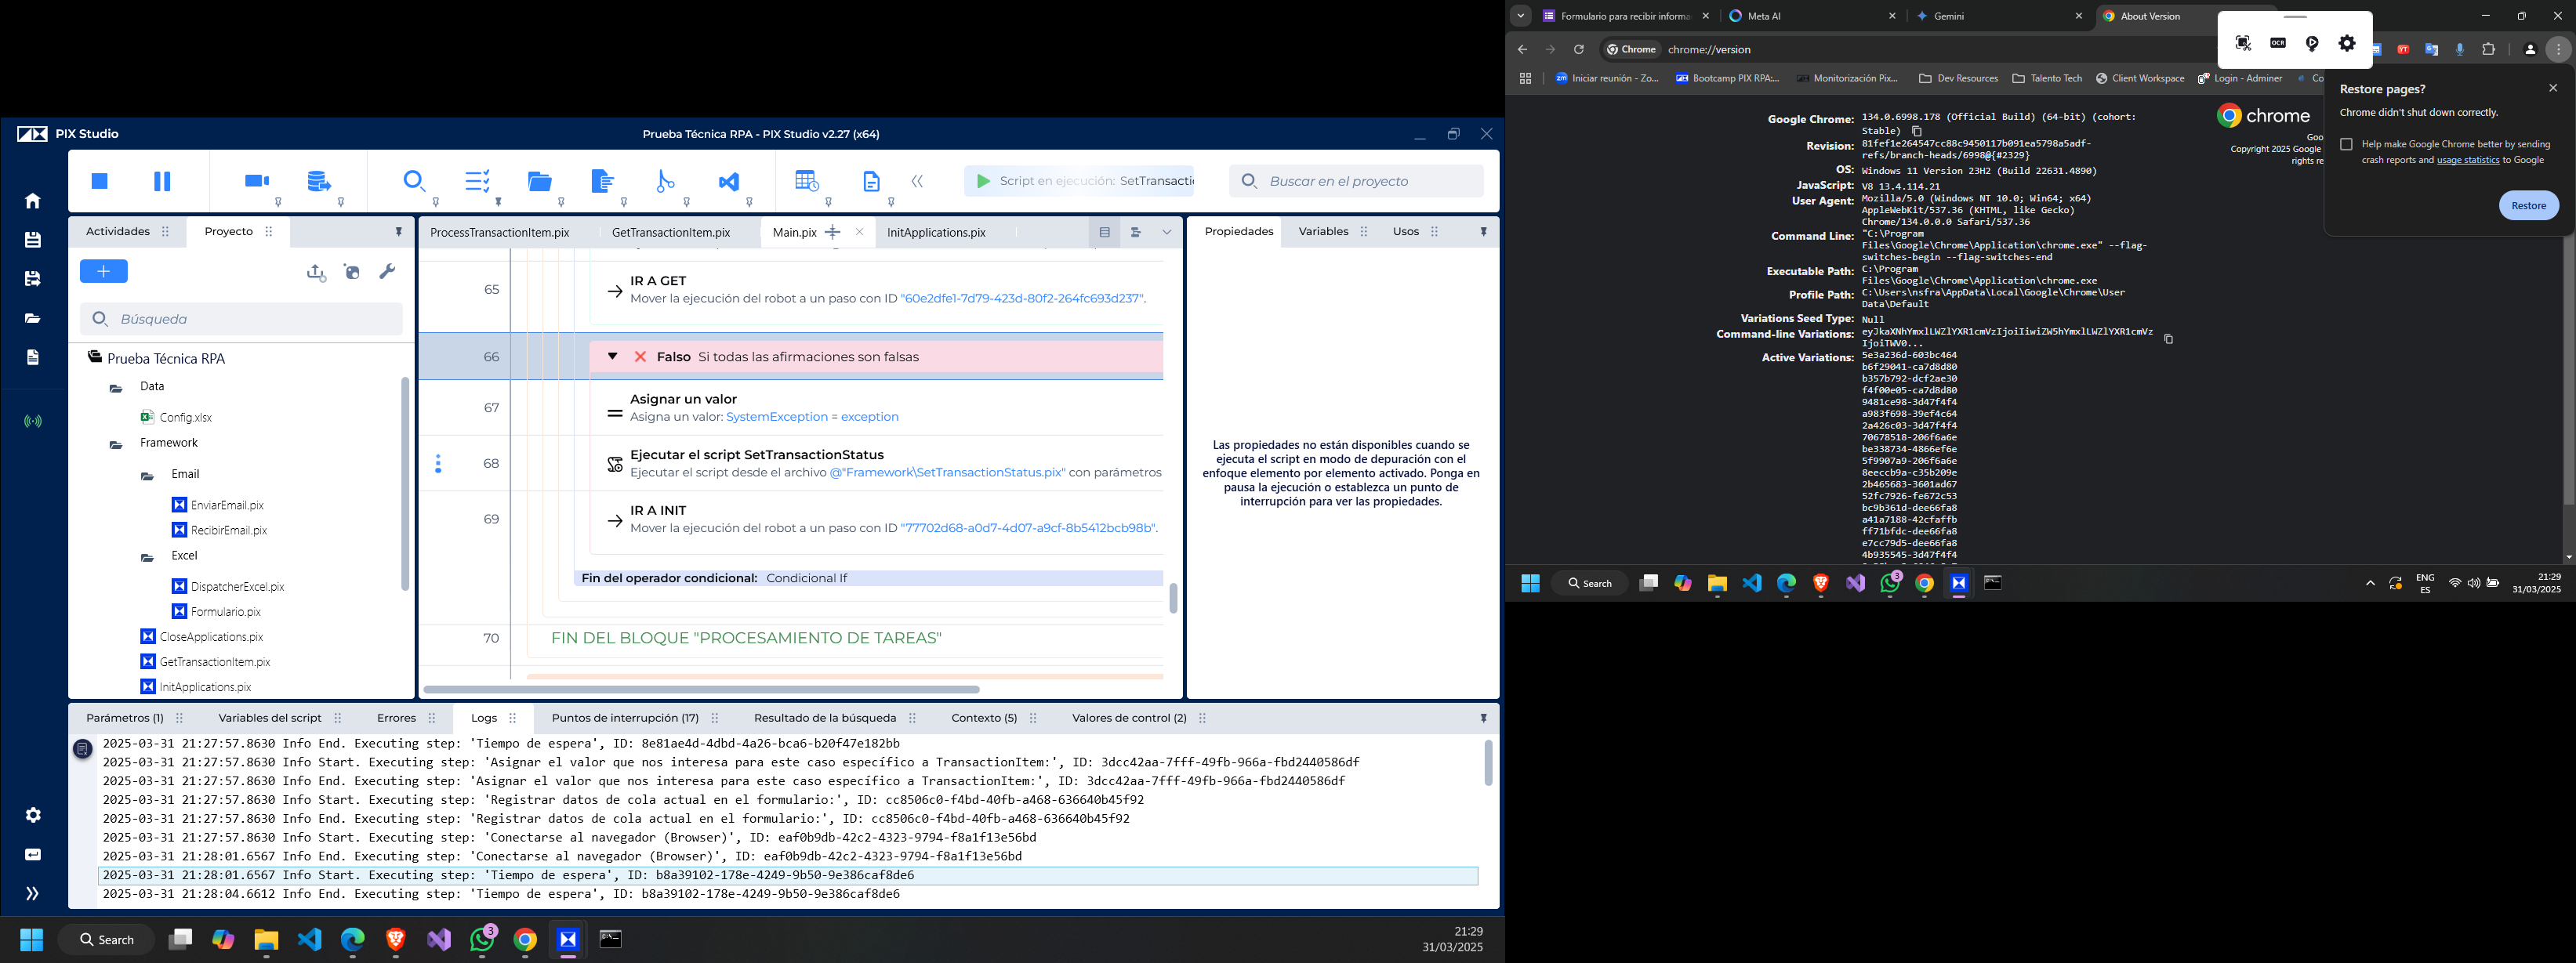 PIX Studio
Prueba Técnica RPA - PIX Studio v2.27 (x64)
Script en ejecución: SetTransacti
Buscar en el proyecto
Actividades
Proyecto
Búsqueda
Prueba Técnica RPA
Data
Config.xlsx
Framework
Email
EnviarEmail.pix
RecibirEmail.pix
Excel
DispatcherExcel.pix
Formulario.pix
CloseApplications.pix
GetTransactionItem.pix
InitApplications.pix
ProcessTransactionItem.pix
GetTransactionItem.pix
Main.pix
InitApplications.pix
65
IR A GET
Mover la ejecución del robot a un paso con ID "60e2dfe1-7d79-423d-80f2-264fc693d237".
66
Falso Si todas las afirmaciones son falsas
67
Asignar un valor
Asigna un valor: SystemException = exception
68
Ejecutar el script SetTransactionStatus
Ejecutar el script desde el archivo @"Framework\SetTransactionStatus.pix" con parámetros
69
IR A INIT
Mover la ejecución del robot a un paso con ID "77702d68-a0d7-4d07-a9cf-8b5412bcb98b".
Fin del operador condicional: Condicional If
70
FIN DEL BLOQUE "PROCESAMIENTO DE TAREAS"
Propiedades
Variables
Usos
Las propiedades no están disponibles cuando se
ejecuta el script en modo de depuración con el
enfoque elemento por elemento activado. Ponga en
pausa la ejecución o establezca un punto de
interrupción para ver las propiedades.
Parámetros (1)
Variables del script
Errores
Logs
Puntos de interrupción (17)
Resultado de la búsqueda
Contexto (5)
Valores de control (2)
2025-03-31 21:27:57.8630 Info End. Executing step: 'Tiempo de espera', ID: 8e81ae4d-4dbd-4a26-bca6-b20f47e182bb
2025-03-31 21:27:57.8630 Info Start. Executing step: 'Asignar el valor que nos interesa para este caso específico a TransactionItem:', ID: 3dcc42aa-7fff-49fb-966a-fbd2440586df
2025-03-31 21:27:57.8630 Info End. Executing step: 'Asignar el valor que nos interesa para este caso específico a TransactionItem:', ID: 3dcc42aa-7fff-49fb-966a-fbd2440586df
2025-03-31 21:27:57.8630 Info Start. Executing step: 'Registrar datos de cola actual en el formulario:', ID: cc8506c0-f4bd-40fb-a468-636640b45f92
2025-03-31 21:27:57.8630 Info End. Executing step: 'Registrar datos de cola actual en el formulario:', ID: cc8506c0-f4bd-40fb-a468-636640b45f92
2025-03-31 21:27:57.8630 Info Start. Executing step: 'Conectarse al navegador (Browser)', ID: eaf0b9db-42c2-4323-9794-f8a1f13e56bd
2025-03-31 21:28:01.6567 Info End. Executing step: 'Conectarse al navegador (Browser)', ID: eaf0b9db-42c2-4323-9794-f8a1f13e56bd
2025-03-31 21:28:01.6567 Info Start. Executing step: 'Tiempo de espera', ID: b8a39102-178e-4249-9b50-9e386caf8de6
2025-03-31 21:28:04.6612 Info End. Executing step: 'Tiempo de espera', ID: b8a39102-178e-4249-9b50-9e386caf8de6
Search
3
21:29
31/03/2025
Formulario para recibir informa
Meta AI
Gemini
About Version
Chrome
chrome://version
OCR
Iniciar reunión - Zo...
Bootcamp PIX RPA:...
Monitorización Pix...
Dev Resources
Talento Tech
Client Workspace
Login - Adminer
Co
Google Chrome: 134.0.6998.178 (Official Build) (64-bit) (cohort:
Stable)
Revision: 81fef1e264547cc88c9450117b091ea5798a5adf-
refs/branch-heads/6998@{#2329}
OS: Windows 11 Version 23H2 (Build 22631.4890)
JavaScript: V8 13.4.114.21
User Agent: Mozilla/5.0 (Windows NT 10.0; Win64; x64)
AppleWebKit/537.36 (KHTML, like Gecko)
Chrome/134.0.0.0 Safari/537.36
Command Line: "C:\Program
Files\Google\Chrome\Application\chrome.exe" --flag-
switches-begin --flag-switches-end
Executable Path: C:\Program
Files\Google\Chrome\Application\chrome.exe
Profile Path: C:\Users\nsfra\AppData\Local\Google\Chrome\User
Data\Default
Variations Seed Type: Null
Command-line Variations: eyJkaXNhYmxlLWZlYXR1cmVzIjoiIiwiZW5hYmxlLWZlYXR1cmVz
IjoiTWV0...
Active Variations: 5e3a236d-603bc464
b6f29041-ca7d8d80
b357b792-dcf2ae30
f4f00e05-ca7d8d80
9481ce98-3d47f4f4
a983f698-39ef4c64
2a426c03-3d47f4f4
70678518-206f6a6e
be338734-4866ef6e
5f9907a9-206f6a6e
8eeccb9a-c35b209e
2b465683-3601ad67
52fc7926-fe672c53
bc9b361d-dee66fa8
a41a7188-42cfaffb
ff71bfdc-dee66fa8
e7cc79d5-dee66fa8
4b935545-3d47f4f4
chrome
Goo
Copyright 2025 Google
rights re
Restore pages?
Chrome didn't shut down correctly.
Help make Google Chrome better by sending
crash reports and usage statistics to Google
Restore
Search
3
ENG
ES
21:29
31/03/2025